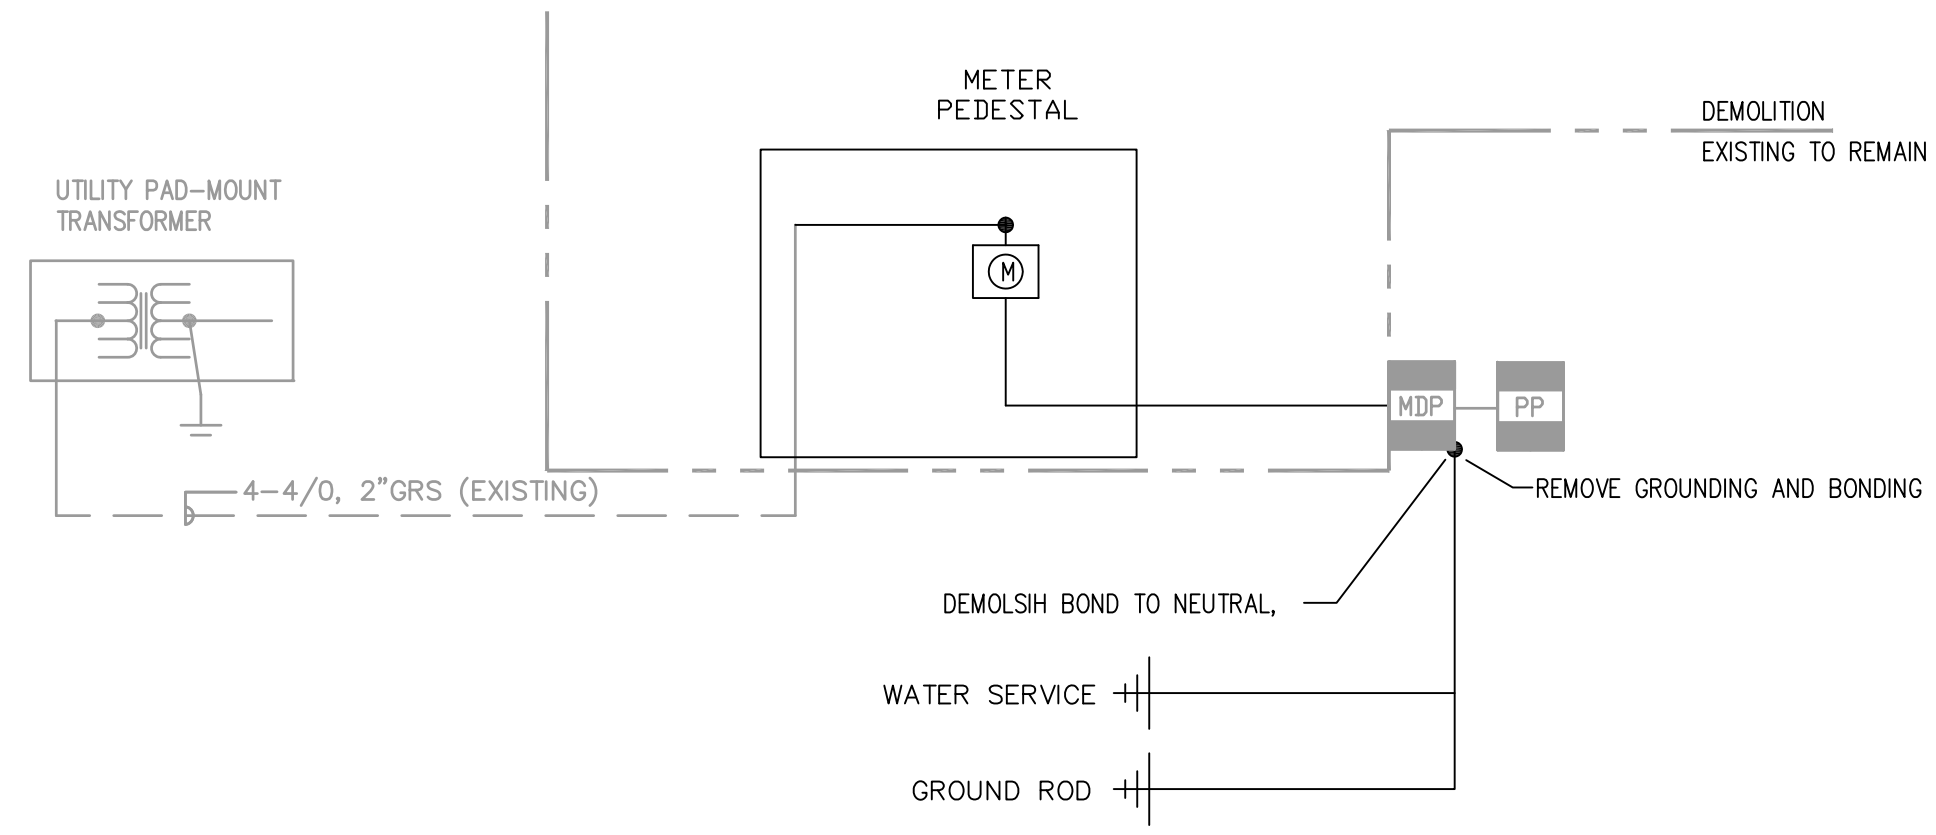 METER
PEDESTAL
DEMOLITION
EXISTING TO REMAIN
UTILITY PAD-MOUNT
TRANSFORMER
M
MDP
PP
4-4/0, 2"GRS (EXISTING)
REMOVE GROUNDING AND BONDING
DEMOLSIH BOND TO NEUTRAL,
WATER SERVICE
GROUND ROD